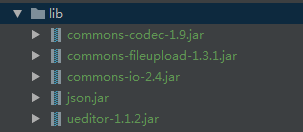 lib
commons-codec-1.9.jar
commons-fileupload-1.3.1.jar
commons-io-2.4.jar
json.jar
ueditor-1.1.2.jar